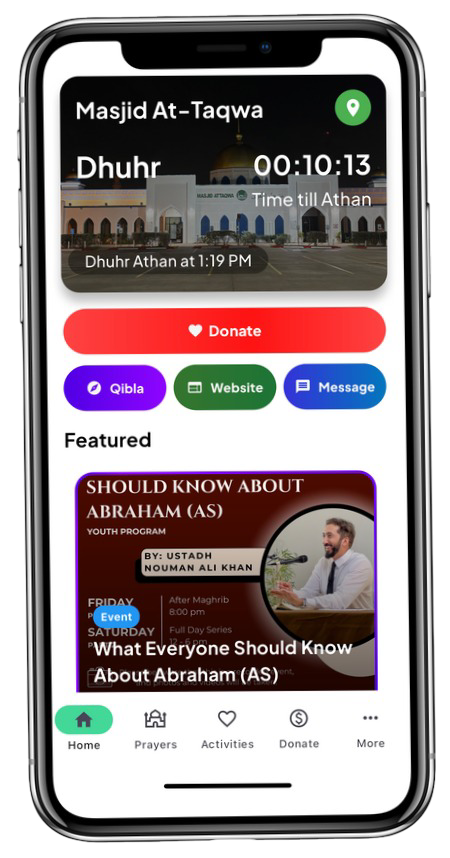 Masjid At-Taqwa
Dhuhr
00:10:13
MASJID ATTAQWA
Time till Athan
Dhuhr Athan at 1:19 PM
Donate
Qibla
Website
Message
Featured
SHOULD KNOW ABOUT
ABRAHAM (AS)
YOUTH PROGRAM
BY: USTADH
NOUMAN ALI KHAN
FRIDAY
After Maghrib
8:00 pm
Event
SATURDAY
Full Day Series
12 - 6 pm
What Everyone Should Know
About Abraham (AS)
Home
Prayers
Activities
Donate
More